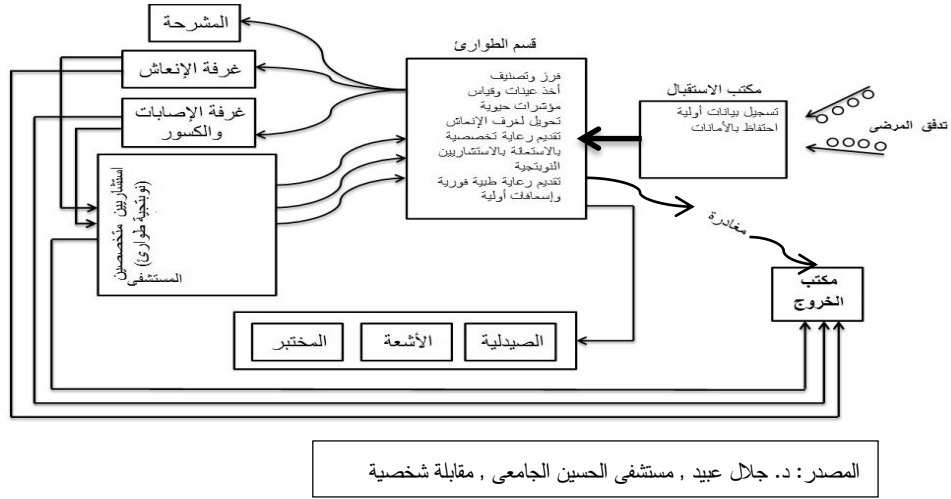 المشرحة
غرفة الإنعاش
غرفة الإصابات
والكسور
استشاريين متخصصين
(نوبتجية طوارئ)
المستشفى
قسم الطوارئ
فرز وتصنيف
أخذ عينات وقياس
مؤشرات حيوية
تحويل لغرف الإنعاش
تقديم رعاية تخصصية
بالاستعانة بالاستشاريين
النوبتجية
تقديم رعاية طبية فورية
وإسعافات أولية
مكتب الاستقبال
تسجيل بيانات أولية
احتفاظ بالأمانات
تدفق المرضى
مغادرة
مكتب
الخروج
الصيدلية
الأشعة
المختبر
المصدر: د. جلال عبيد , مستشفى الحسين الجامعى , مقابلة شخصية